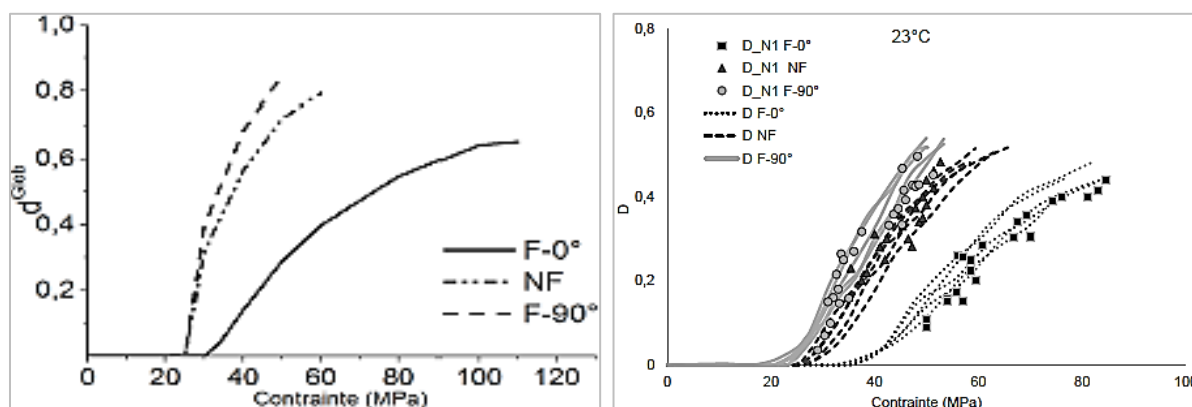 1,0
0,8
0,6
0,4
0,2
d^Glob
F-0°
NF
F-90°
0 20 40 60 80 100 120
Contrainte (MPa)
0,8
0,6
0,4
0,2
0
D
23°C
D_N1 F-0°
D_N1 NF
D_N1 F-90°
D F-0°
D NF
D F-90°
0 20 40 60 80 100
Contrainte (MPa)